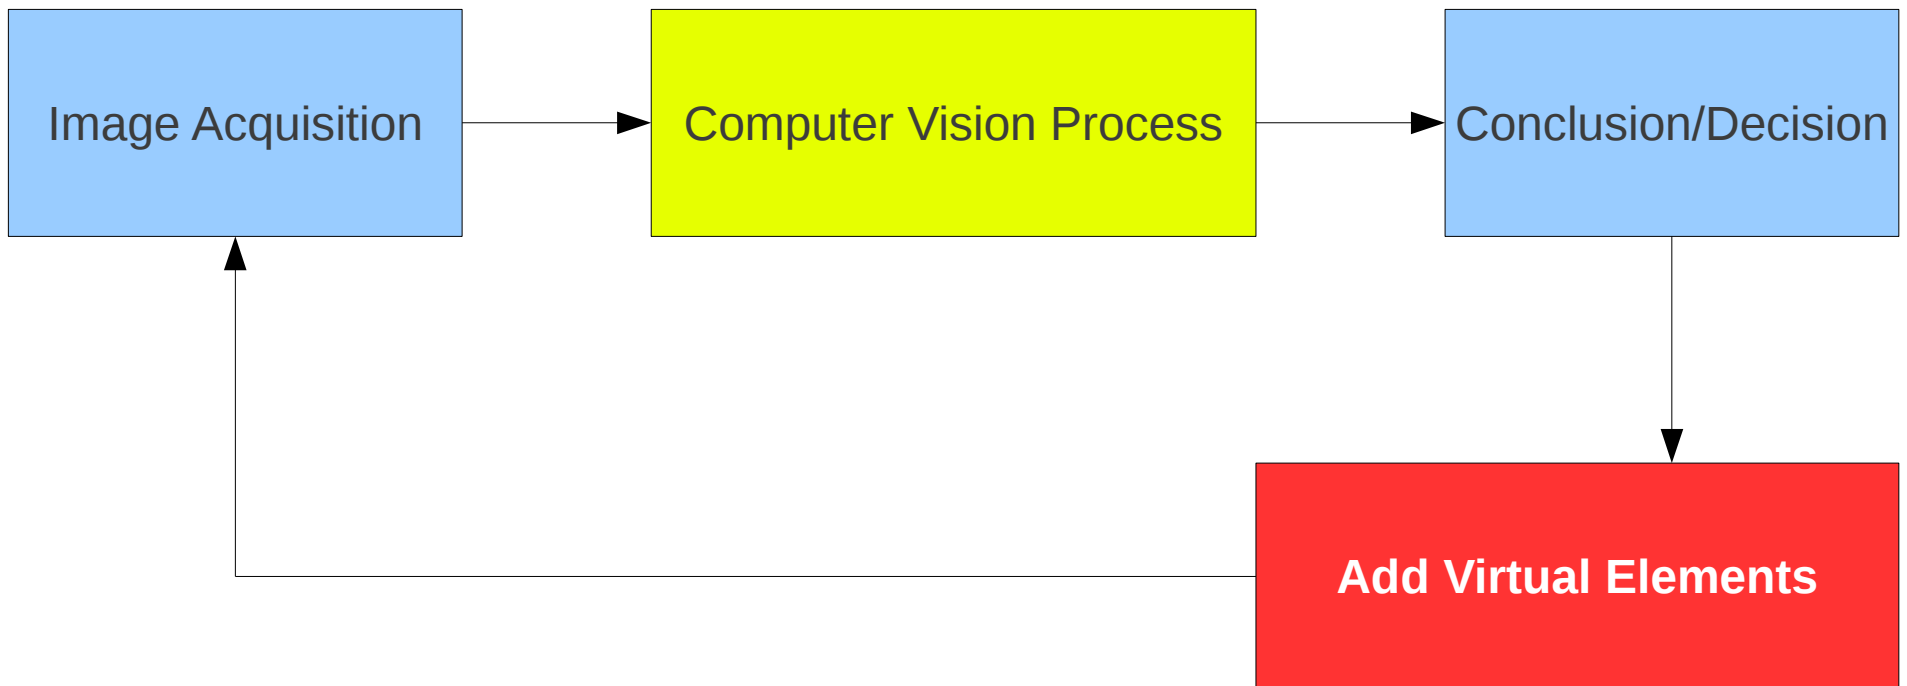 Image Acquisition
Computer Vision Process
Conclusion/Decision
Add Virtual Elements